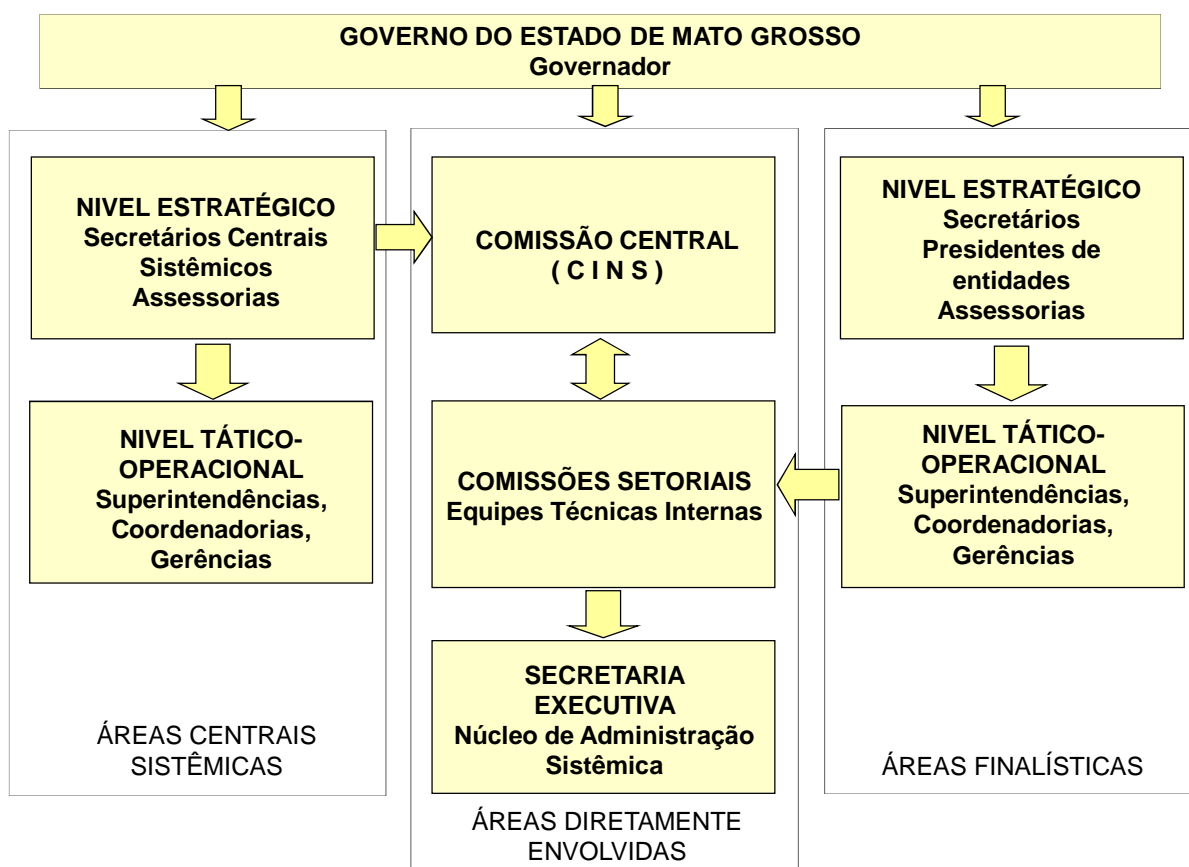 GOVERNO DO ESTADO DE MATO GROSSO
Governador
NIVEL ESTRATÉGICO
Secretários Centrais
Sistêmicos
Assessorias
NIVEL TÁTICO-
OPERACIONAL
Superintendências,
Coordenadorias,
Gerências
ÁREAS CENTRAIS
SISTÊMICAS
COMISSÃO CENTRAL
( C I N S )
COMISSÕES SETORIAIS
Equipes Técnicas Internas
SECRETARIA
EXECUTIVA
Núcleo de Administração
Sistêmica
ÁREAS DIRETAMENTE
ENVOLVIDAS
NIVEL ESTRATÉGICO
Secretários
Presidentes de
entidades
Assessorias
NIVEL TÁTICO-
OPERACIONAL
Superintendências,
Coordenadorias,
Gerências
ÁREAS FINALÍSTICAS